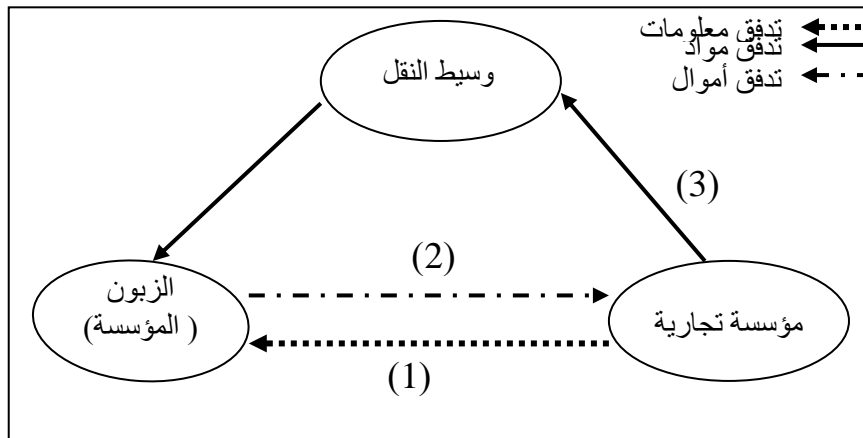 تدفق معلومات
تدفق مواد
تدفق أموال
وسيط النقل
(3)
(2)
الزبون
( المؤسسة)
مؤسسة تجارية
(1)